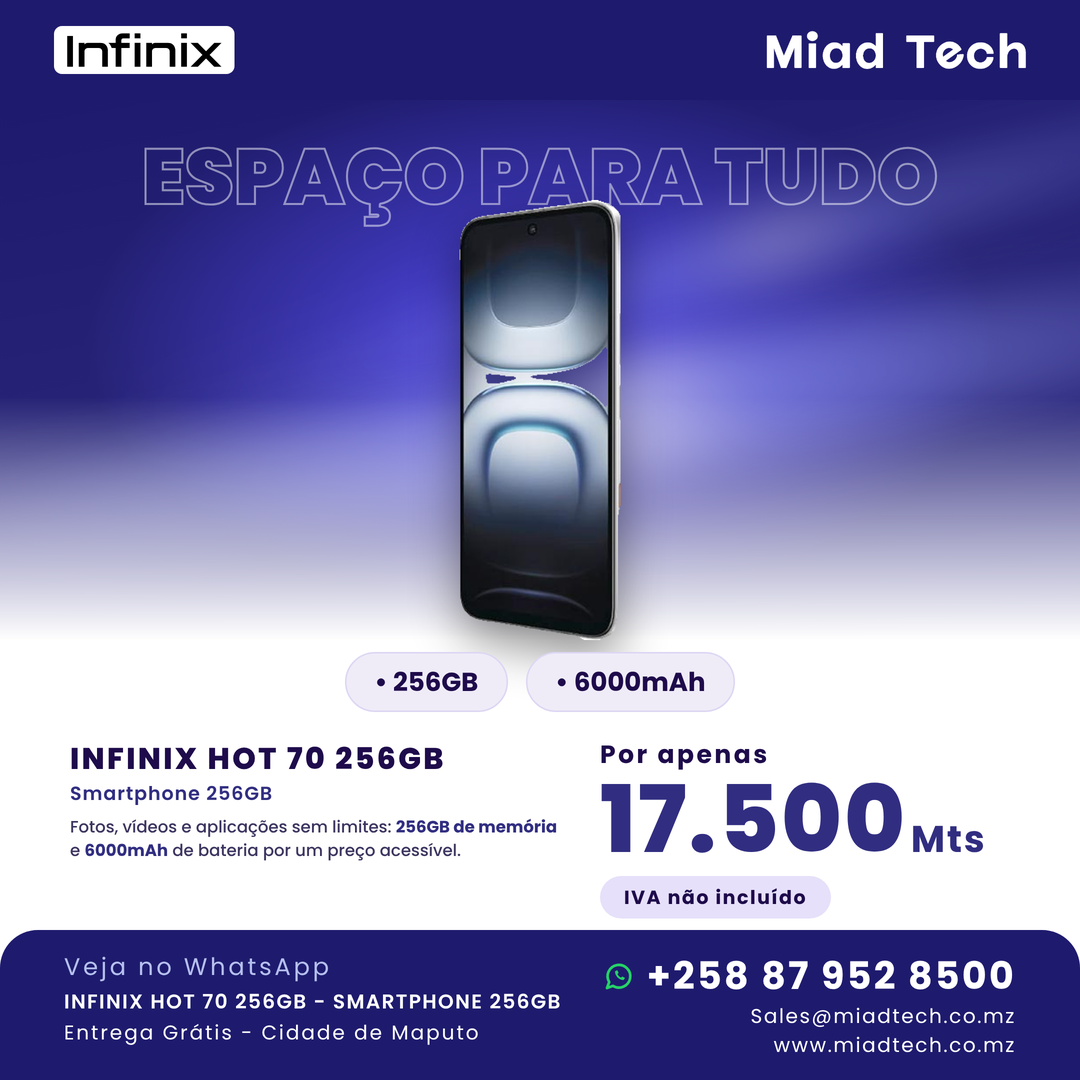 Infinix
Miad Tech
ESPAÇO PARA TUDO
• 256GB
• 6000mAh
INFINIX HOT 70 256GB
Smartphone 256GB
Fotos, vídeos e aplicações sem limites: 256GB de memória
e 6000mAh de bateria por um preço acessível.
Por apenas
17.500 Mts
IVA não incluído
Veja no WhatsApp
INFINIX HOT 70 256GB - SMARTPHONE 256GB
Entrega Grátis - Cidade de Maputo
+258 87 952 8500
Sales@miadtech.co.mz
www.miadtech.co.mz